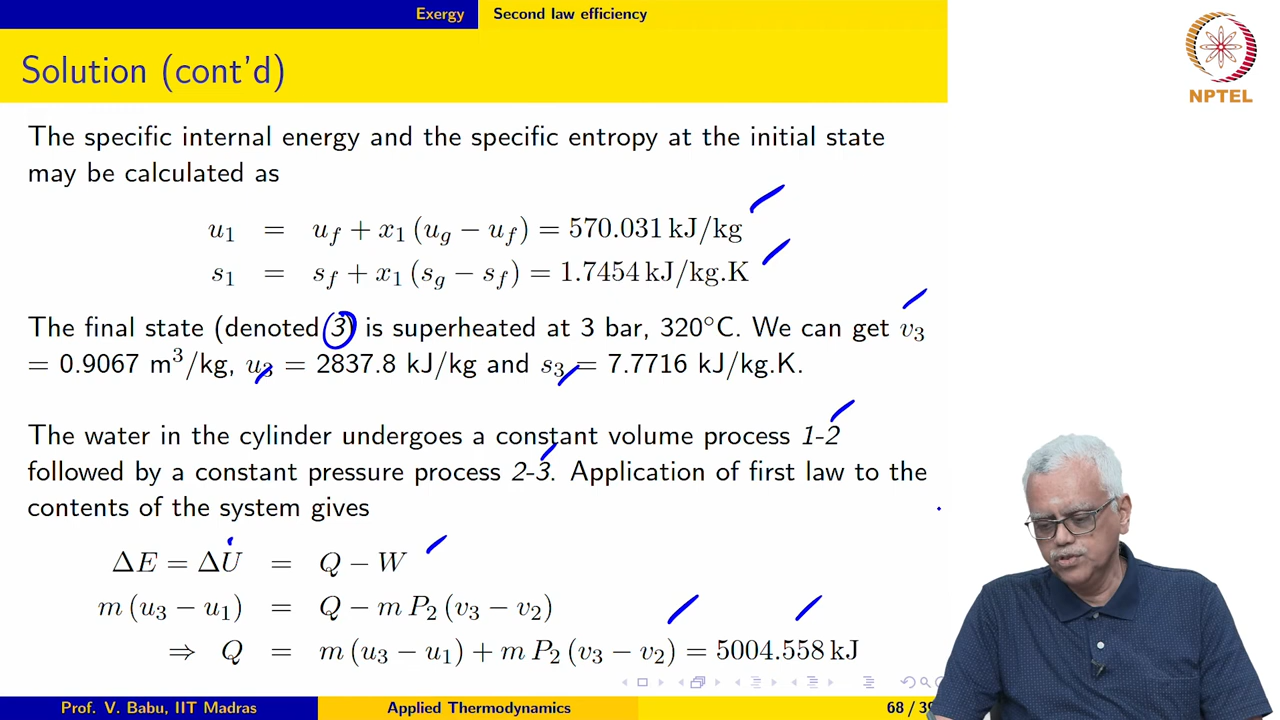 Exergy Second law efficiency
Solution (cont'd)
NPTEL
The specific internal energy and the specific entropy at the initial state
may be calculated as
u₁ = u_f + x₁ (u_g − u_f) = 570.031 kJ/kg
s₁ = s_f + x₁ (s_g − s_f) = 1.7454 kJ/kg.K
The final state (denoted 3) is superheated at 3 bar, 320°C. We can get v₃
= 0.9067 m³/kg, u₃ = 2837.8 kJ/kg and s₃ = 7.7716 kJ/kg.K.
The water in the cylinder undergoes a constant volume process 1-2
followed by a constant pressure process 2-3. Application of first law to the
contents of the system gives
ΔE = ΔU = Q − W
m (u₃ − u₁) = Q − m P₂ (v₃ − v₂)
⇒ Q = m (u₃ − u₁) + m P₂ (v₃ − v₂) = 5004.558 kJ
Prof. V. Babu, IIT Madras Applied Thermodynamics 68 / 39